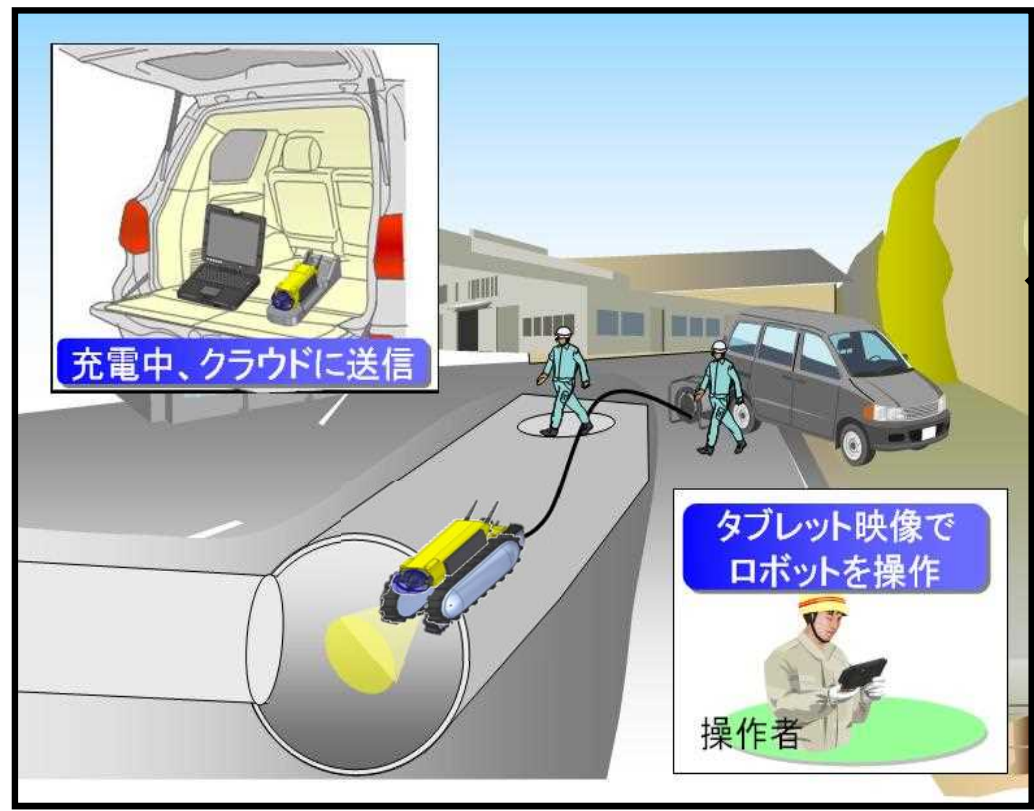 充電中、クラウドに送信
タブレット映像で
ロボットを操作
操作者